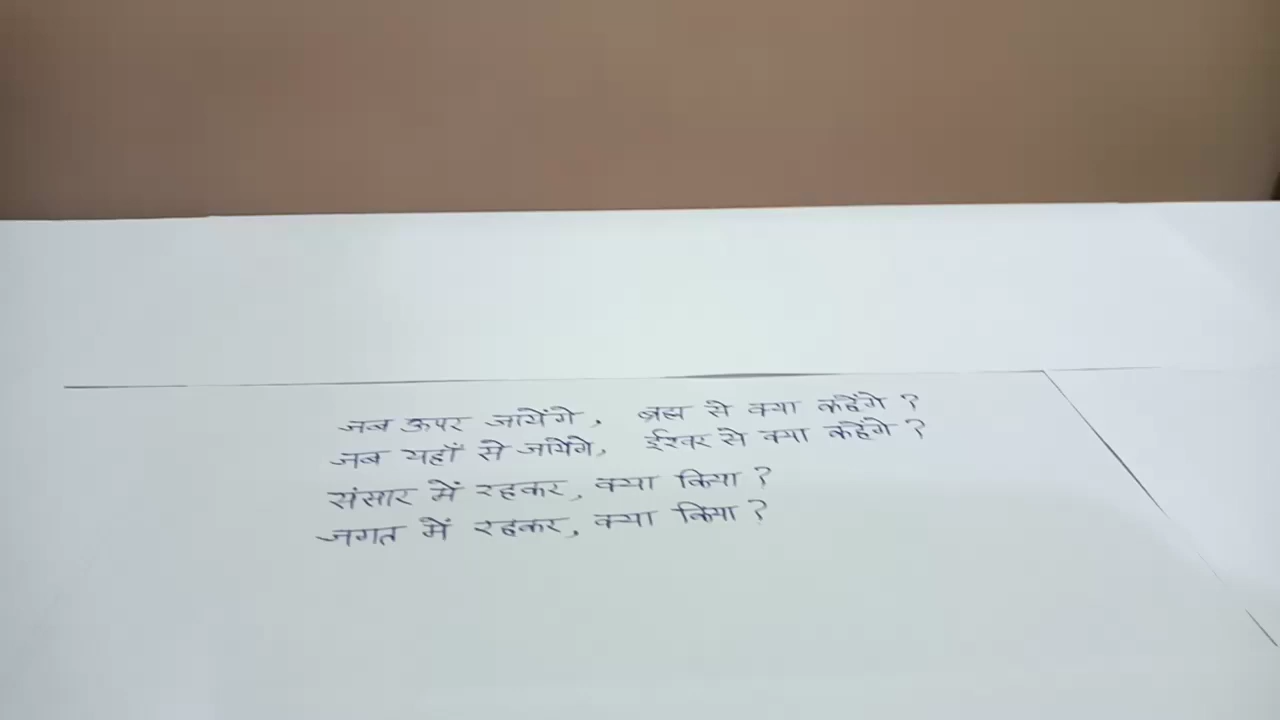 जब ऊपर जायेंगे, ब्रह्म से क्या कहेंगे?
जब यहाँ से जायेंगे, ईश्वर से क्या कहेंगे?
संसार में रहकर, क्या किया?
जगत में रहकर, क्या किया?